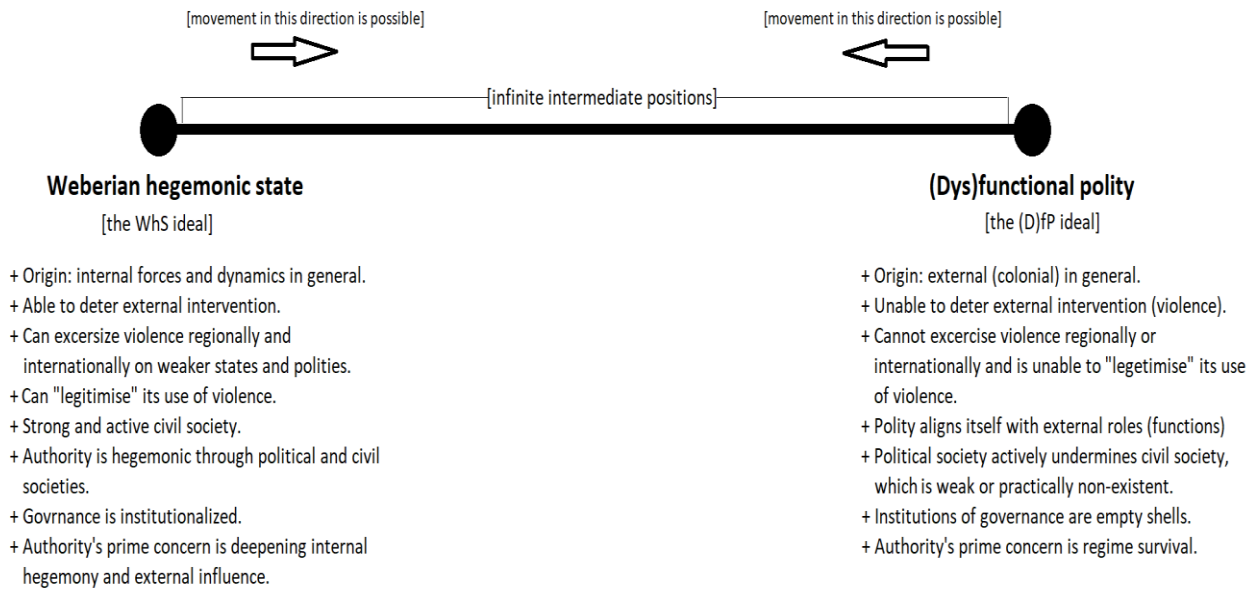 [movement in this direction is possible]
[movement in this direction is possible]
[infinite intermediate positions]
Weberian hegemonic state
[the WhS ideal]
+ Origin: internal forces and dynamics in general.
+ Able to deter external intervention.
+ Can excersize violence regionally and
internationally on weaker states and polities.
+ Can "legitimise" its use of violence.
+ Strong and active civil society.
+ Authority is hegemonic through political and civil
societies.
+ Govrnance is institutionalized.
+ Authority's prime concern is deepening internal
hegemony and external influence.
(Dys)functional polity
[the (D)fP ideal]
+ Origin: external (colonial) in general.
+ Unable to deter external intervention (violence).
+ Cannot excercise violence regionally or
internationally and is unable to "legetimise" its use
of violence.
+ Polity aligns itself with external roles (functions)
+ Political society actively undermines civil society,
which is weak or practically non-existent.
+ Institutions of governance are empty shells.
+ Authority's prime concern is regime survival.